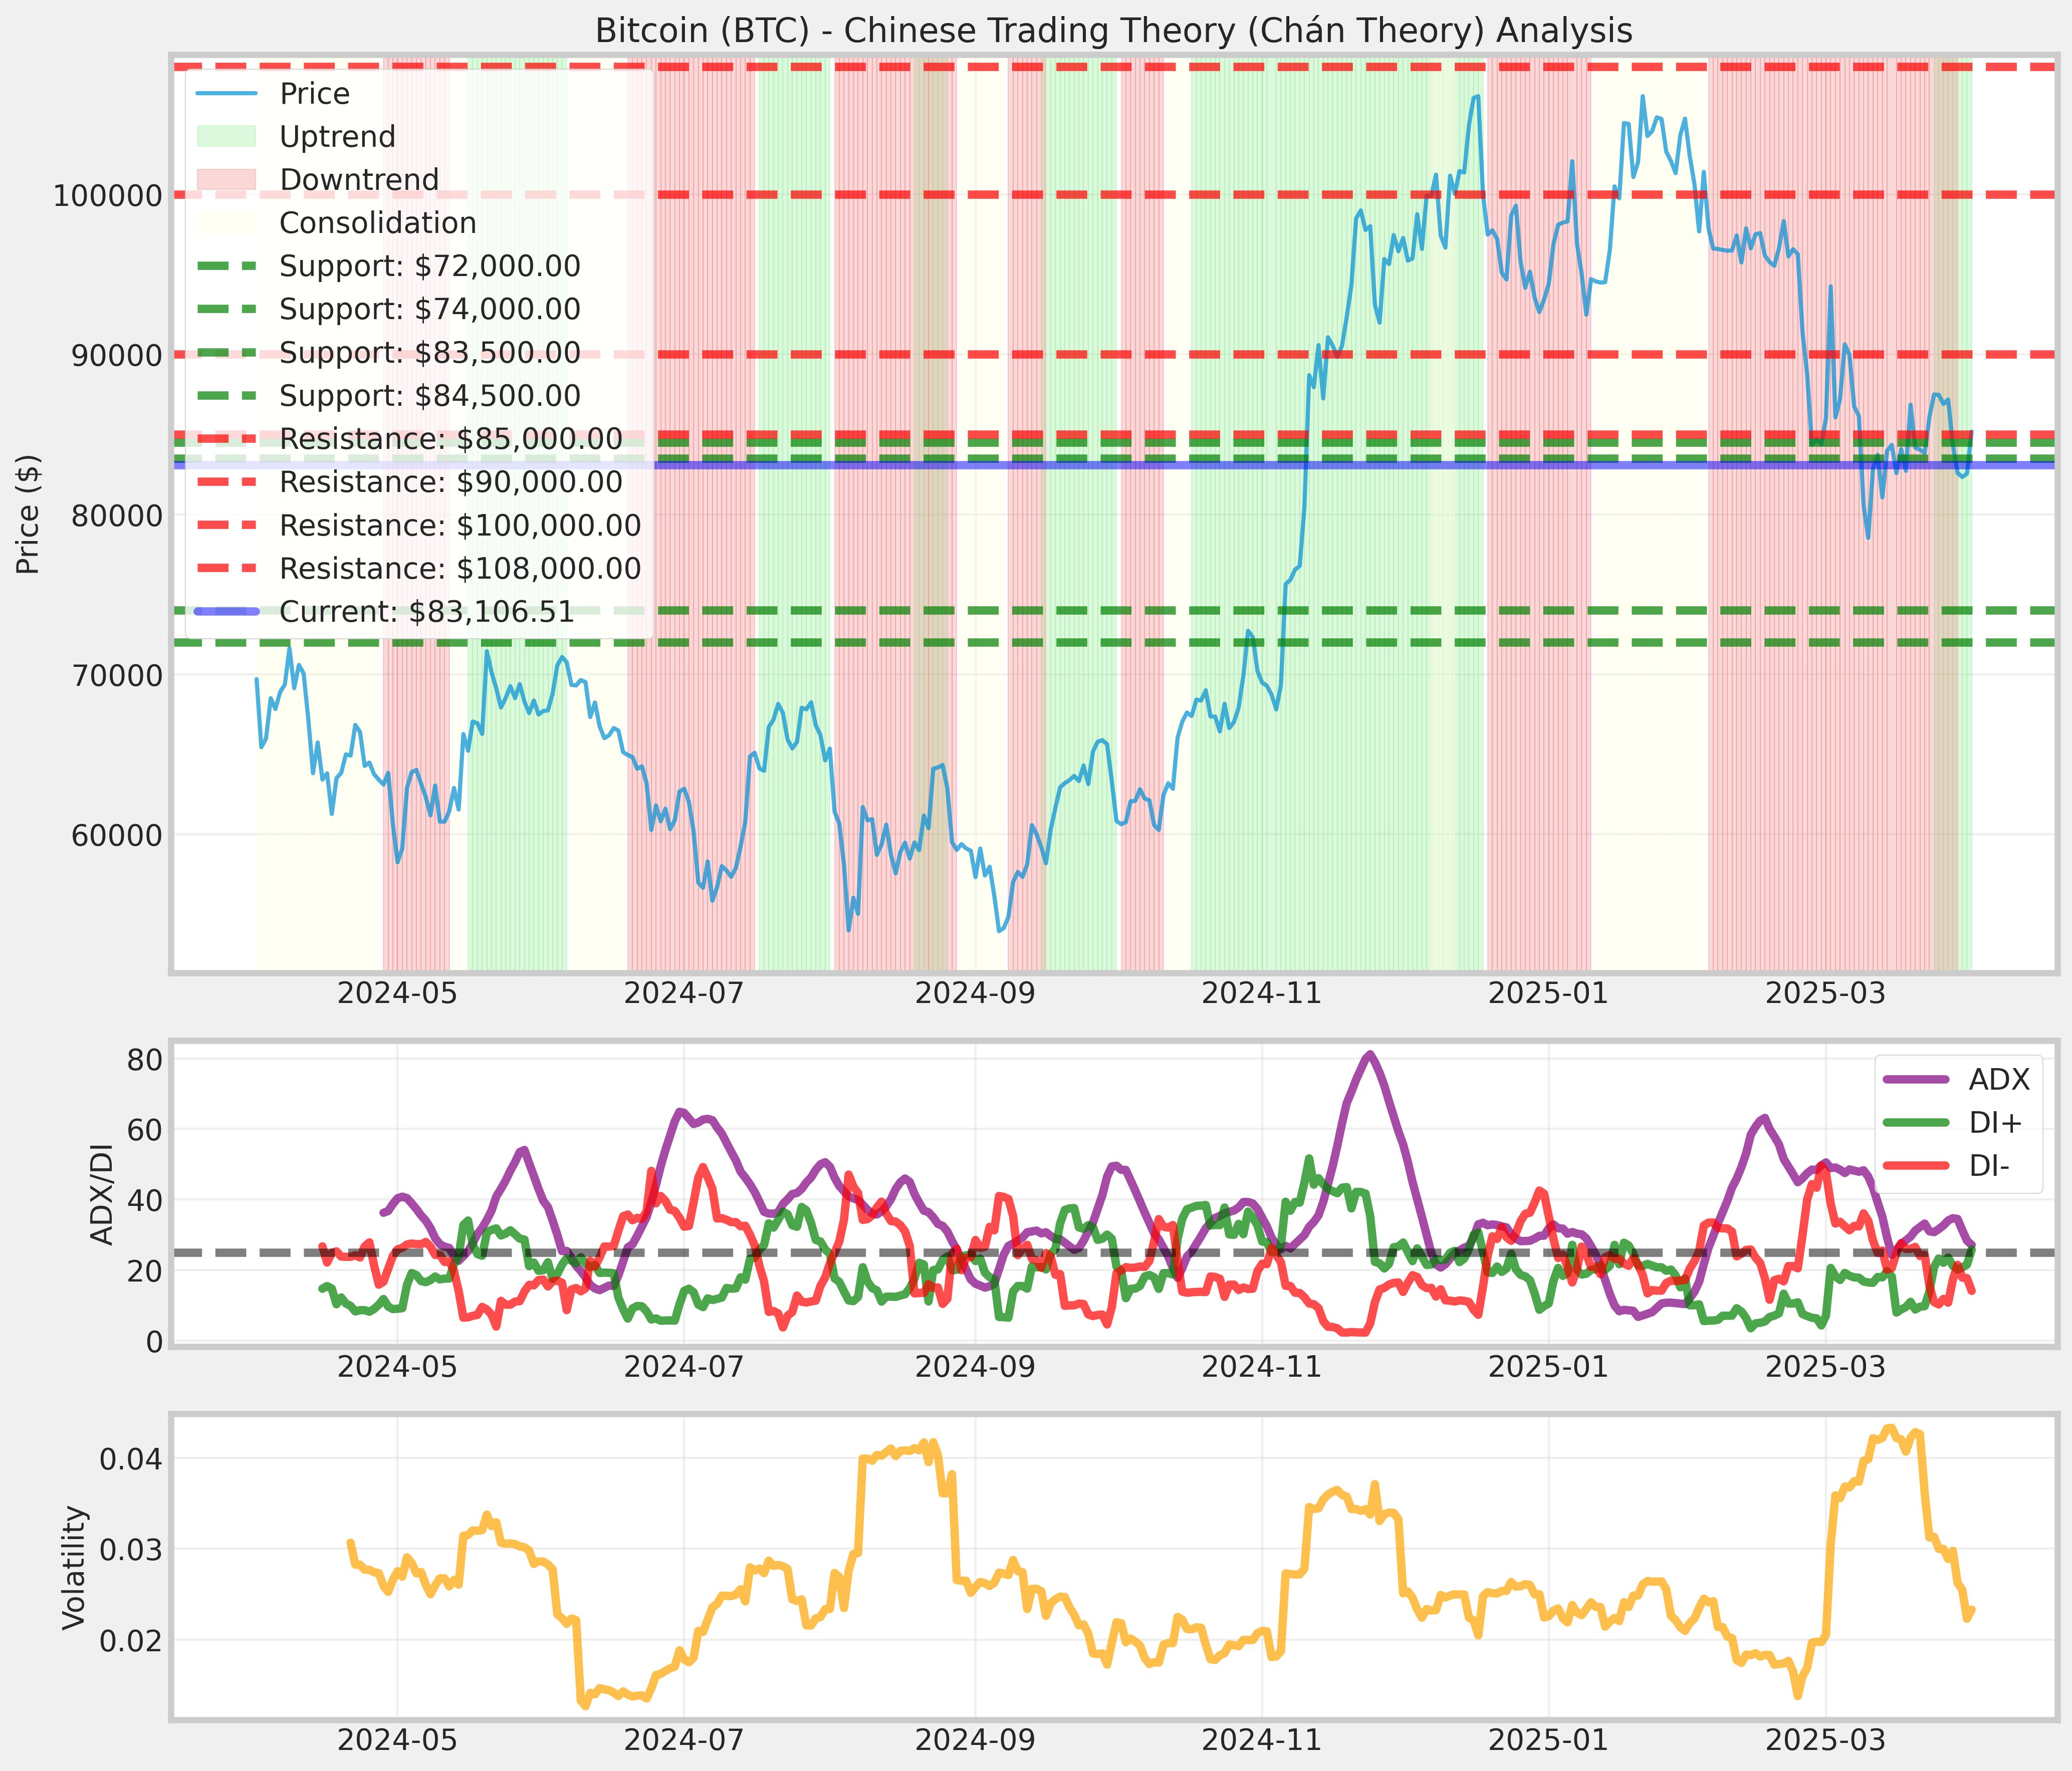 Bitcoin (BTC) - Chinese Trading Theory (Chán Theory) Analysis
Price ($)
100000
90000
80000
70000
60000
Price
Uptrend
Downtrend
Consolidation
Support: $72,000.00
Support: $74,000.00
Support: $83,500.00
Support: $84,500.00
Resistance: $85,000.00
Resistance: $90,000.00
Resistance: $100,000.00
Resistance: $108,000.00
Current: $83,106.51
2024-05 2024-07 2024-09 2024-11 2025-01 2025-03
ADX/DI
80
60
40
20
0
ADX
DI+
DI-
2024-05 2024-07 2024-09 2024-11 2025-01 2025-03
Volatility
0.04
0.03
0.02
2024-05 2024-07 2024-09 2024-11 2025-01 2025-03